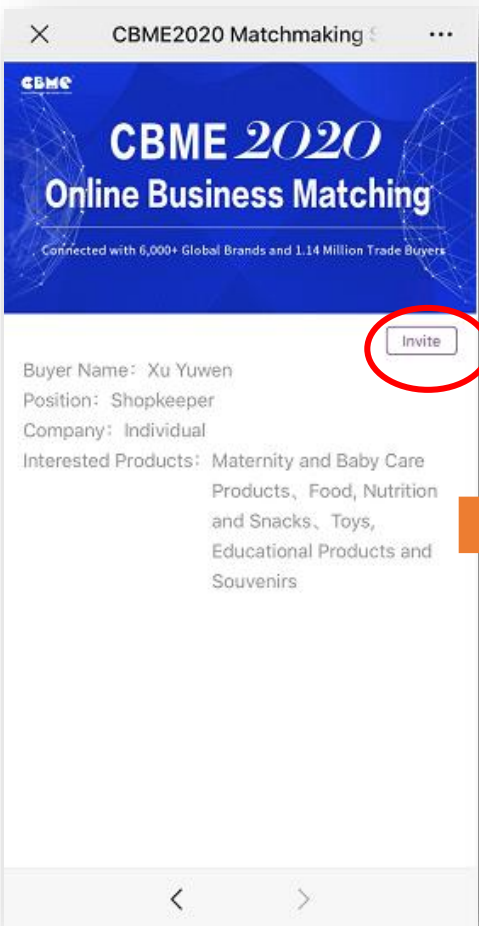 CBME2020 Matchmaking
CBME
CBME 2020
Online Business Matching
Connected with 6,000+ Global Brands and 1.14 Million Trade Buyers
Invite
Buyer Name: Xu Yuwen
Position: Shopkeeper
Company: Individual
Interested Products: Maternity and Baby Care
Products、Food, Nutrition
and Snacks、Toys,
Educational Products and
Souvenirs